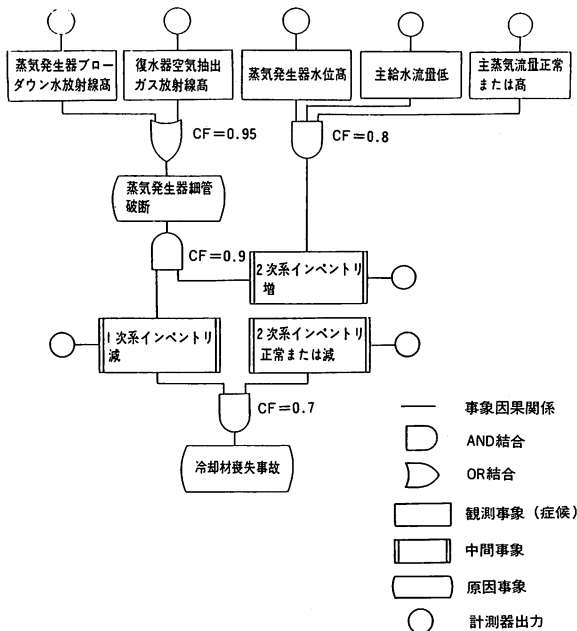 蒸気発生器ブロー
ダウン水放射線高
復水器空気抽出
ガス放射線高
蒸気発生器水位高
主給水流量低
主蒸気流量正常
または高
CF=0.95
CF=0.8
蒸気発生器細管
破断
CF=0.9
2次系インベントリ
増
1次系インベントリ
減
2次系インベントリ
正常または減
CF=0.7
冷却材喪失事故
事象因果関係
AND結合
OR結合
観測事象（症候）
中間事象
原因事象
計測器出力